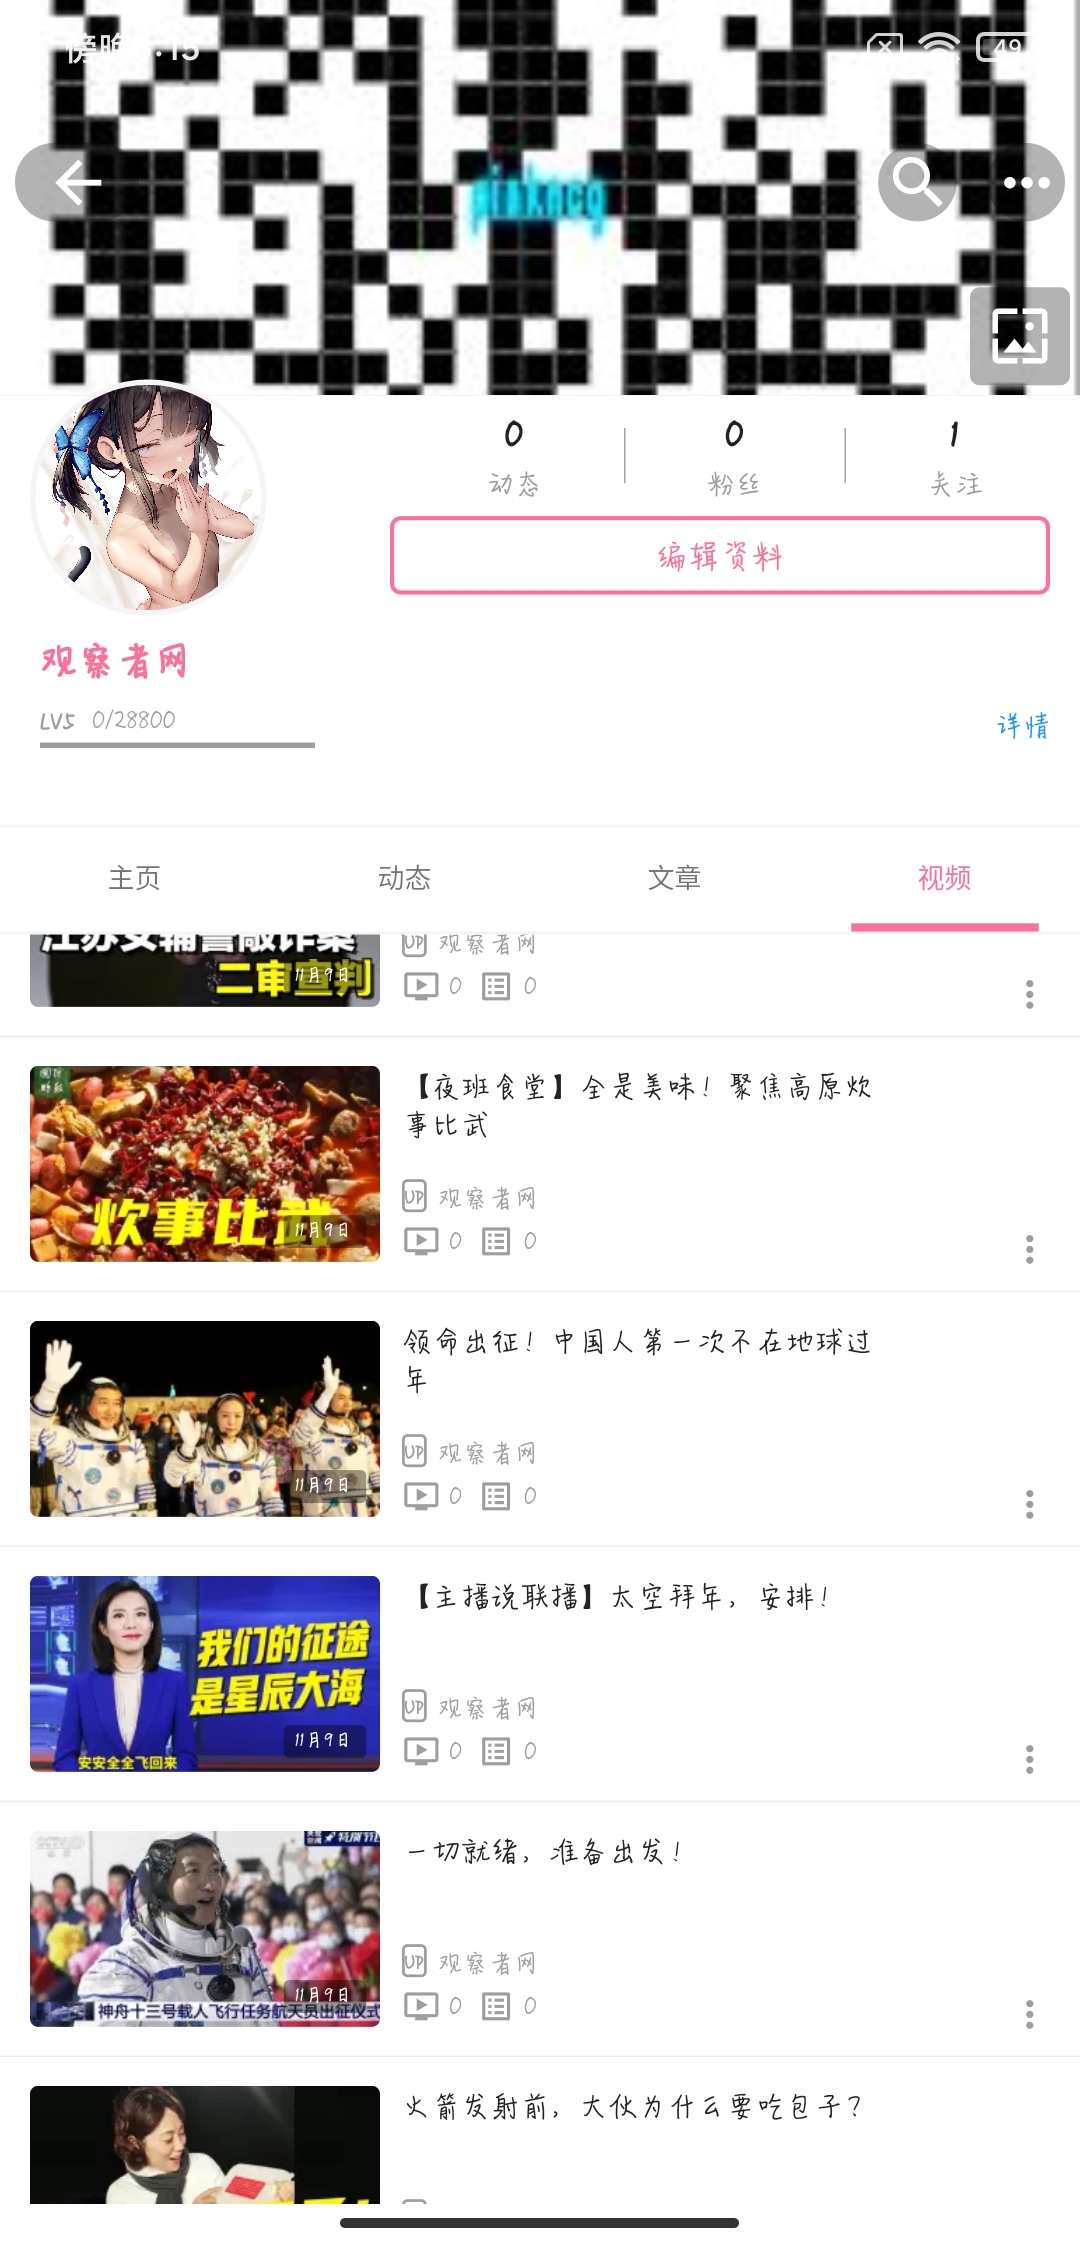 49
pinkacg
0
0
1
动态
粉丝
关注
编辑资料
观察者网
LV5 0/28800
详情
主页
动态
文章
视频
江苏女辅警敲诈案
二审宣判
11月9日
UP 观察者网
0 0
【夜班食堂】全是美味！聚焦高原炊
事比武
炊事比武
11月9日
UP 观察者网
0 0
领命出征！中国人第一次不在地球过
年
11月9日
UP 观察者网
0 0
【主播说联播】太空拜年，安排！
我们的征途
是星辰大海
11月9日
安安全全飞回来
UP 观察者网
0 0
一切就绪，准备出发！
11月9日
神舟十三号载人飞行任务航天员出征仪式
UP 观察者网
0 0
火箭发射前，大伙为什么要吃包子？